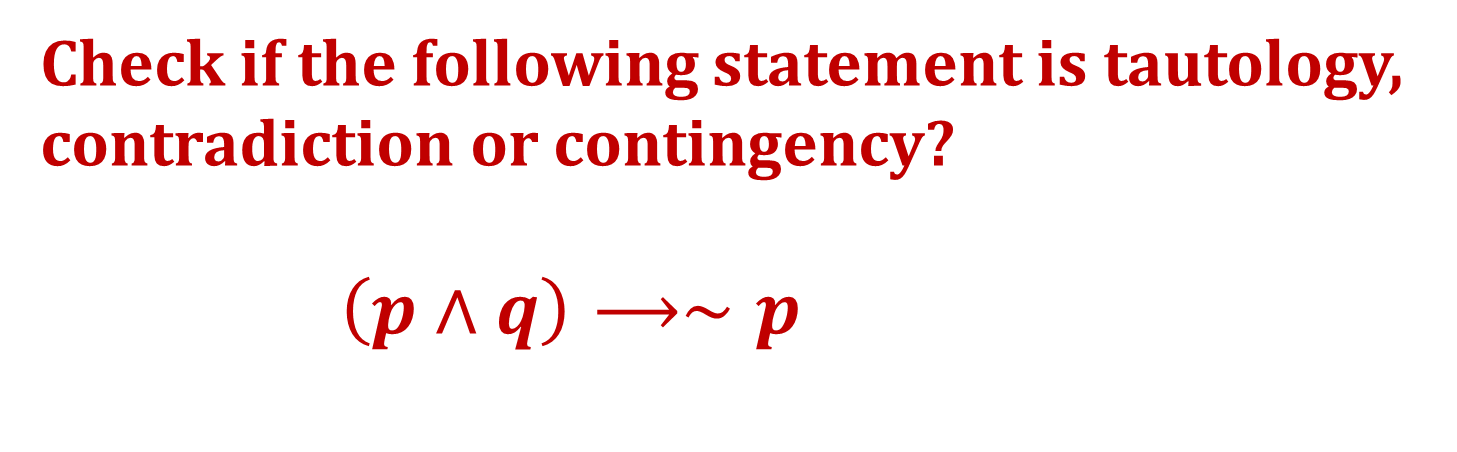 Check if the following statement is tautology,
contradiction or contingency?
(p ∧ q) ⟶∼ p